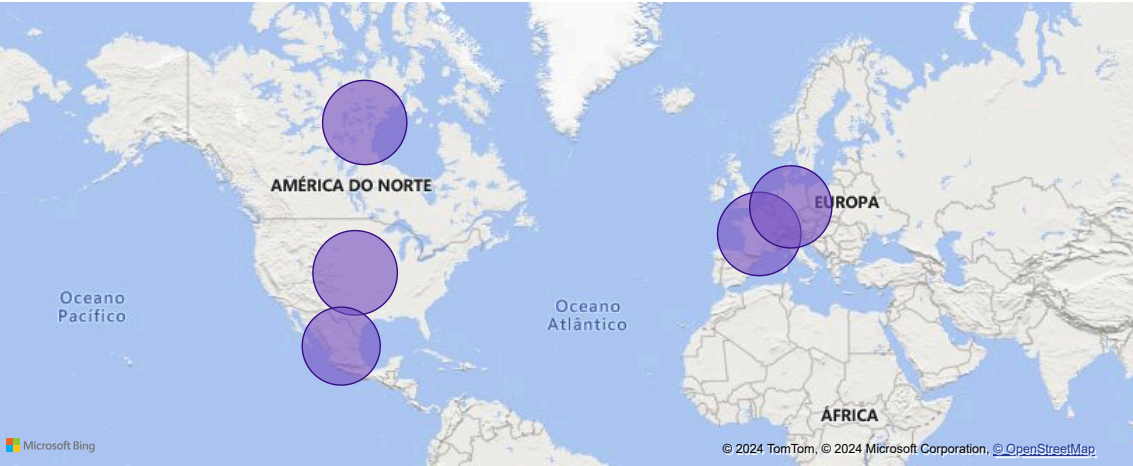 AMÉRICA DO NORTE
EUROPA
Oceano
Pacífico
Oceano
Atlântico
ÁFRICA
Microsoft Bing
© 2024 TomTom, © 2024 Microsoft Corporation, © OpenStreetMap